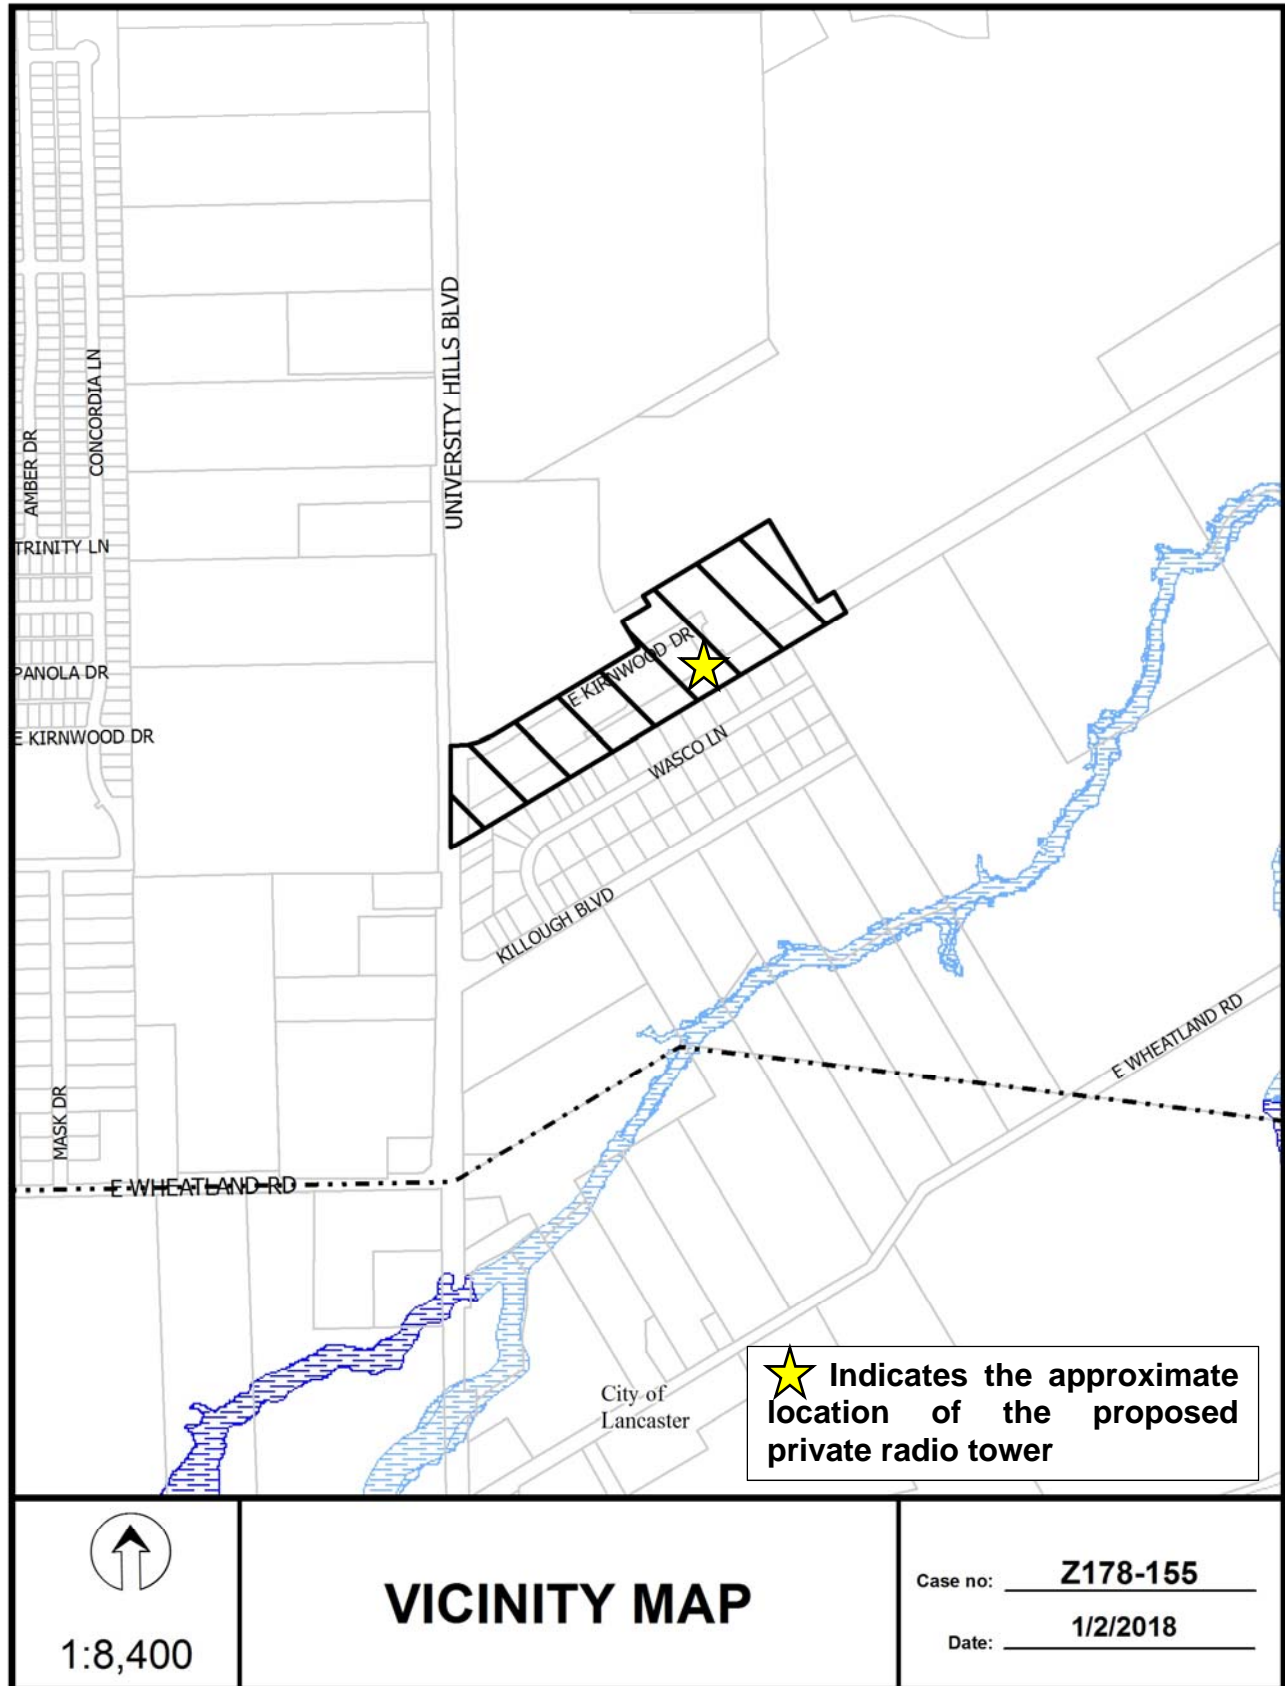 UNIVERSITY HILLS BLVD
CONCORDIA LN
AMBER DR
TRINITY LN
PANOLA DR
E KIRNWOOD DR
E KIRNWOOD DR
WASCO LN
KILLOUGH BLVD
E WHEATLAND RD
MASK DR
E WHEATLAND RD
City of
Lancaster
Indicates the approximate
location of the proposed
private radio tower
1:8,400
VICINITY MAP
Case no: Z178-155
Date: 1/2/2018